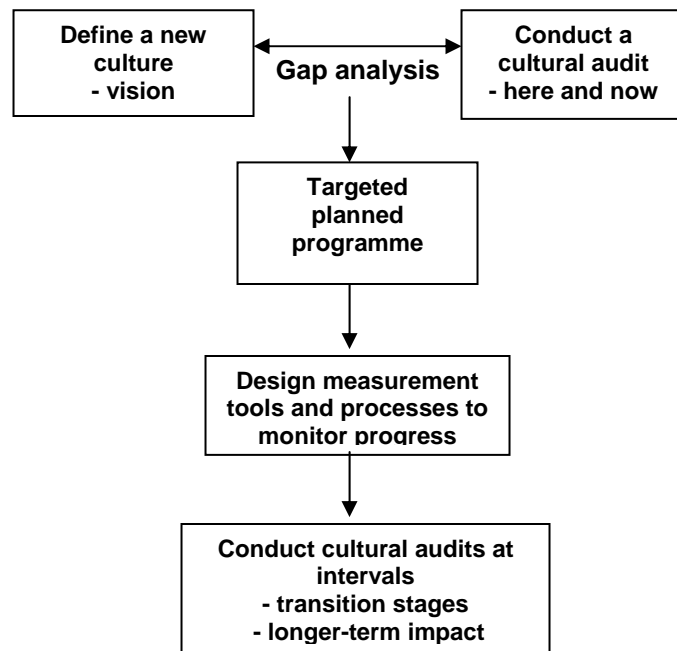 Define a new
culture
- vision
Gap analysis
Conduct a
cultural audit
- here and now
Targeted
planned
programme
Design measurement
tools and processes to
monitor progress
Conduct cultural audits at
intervals
- transition stages
- longer-term impact